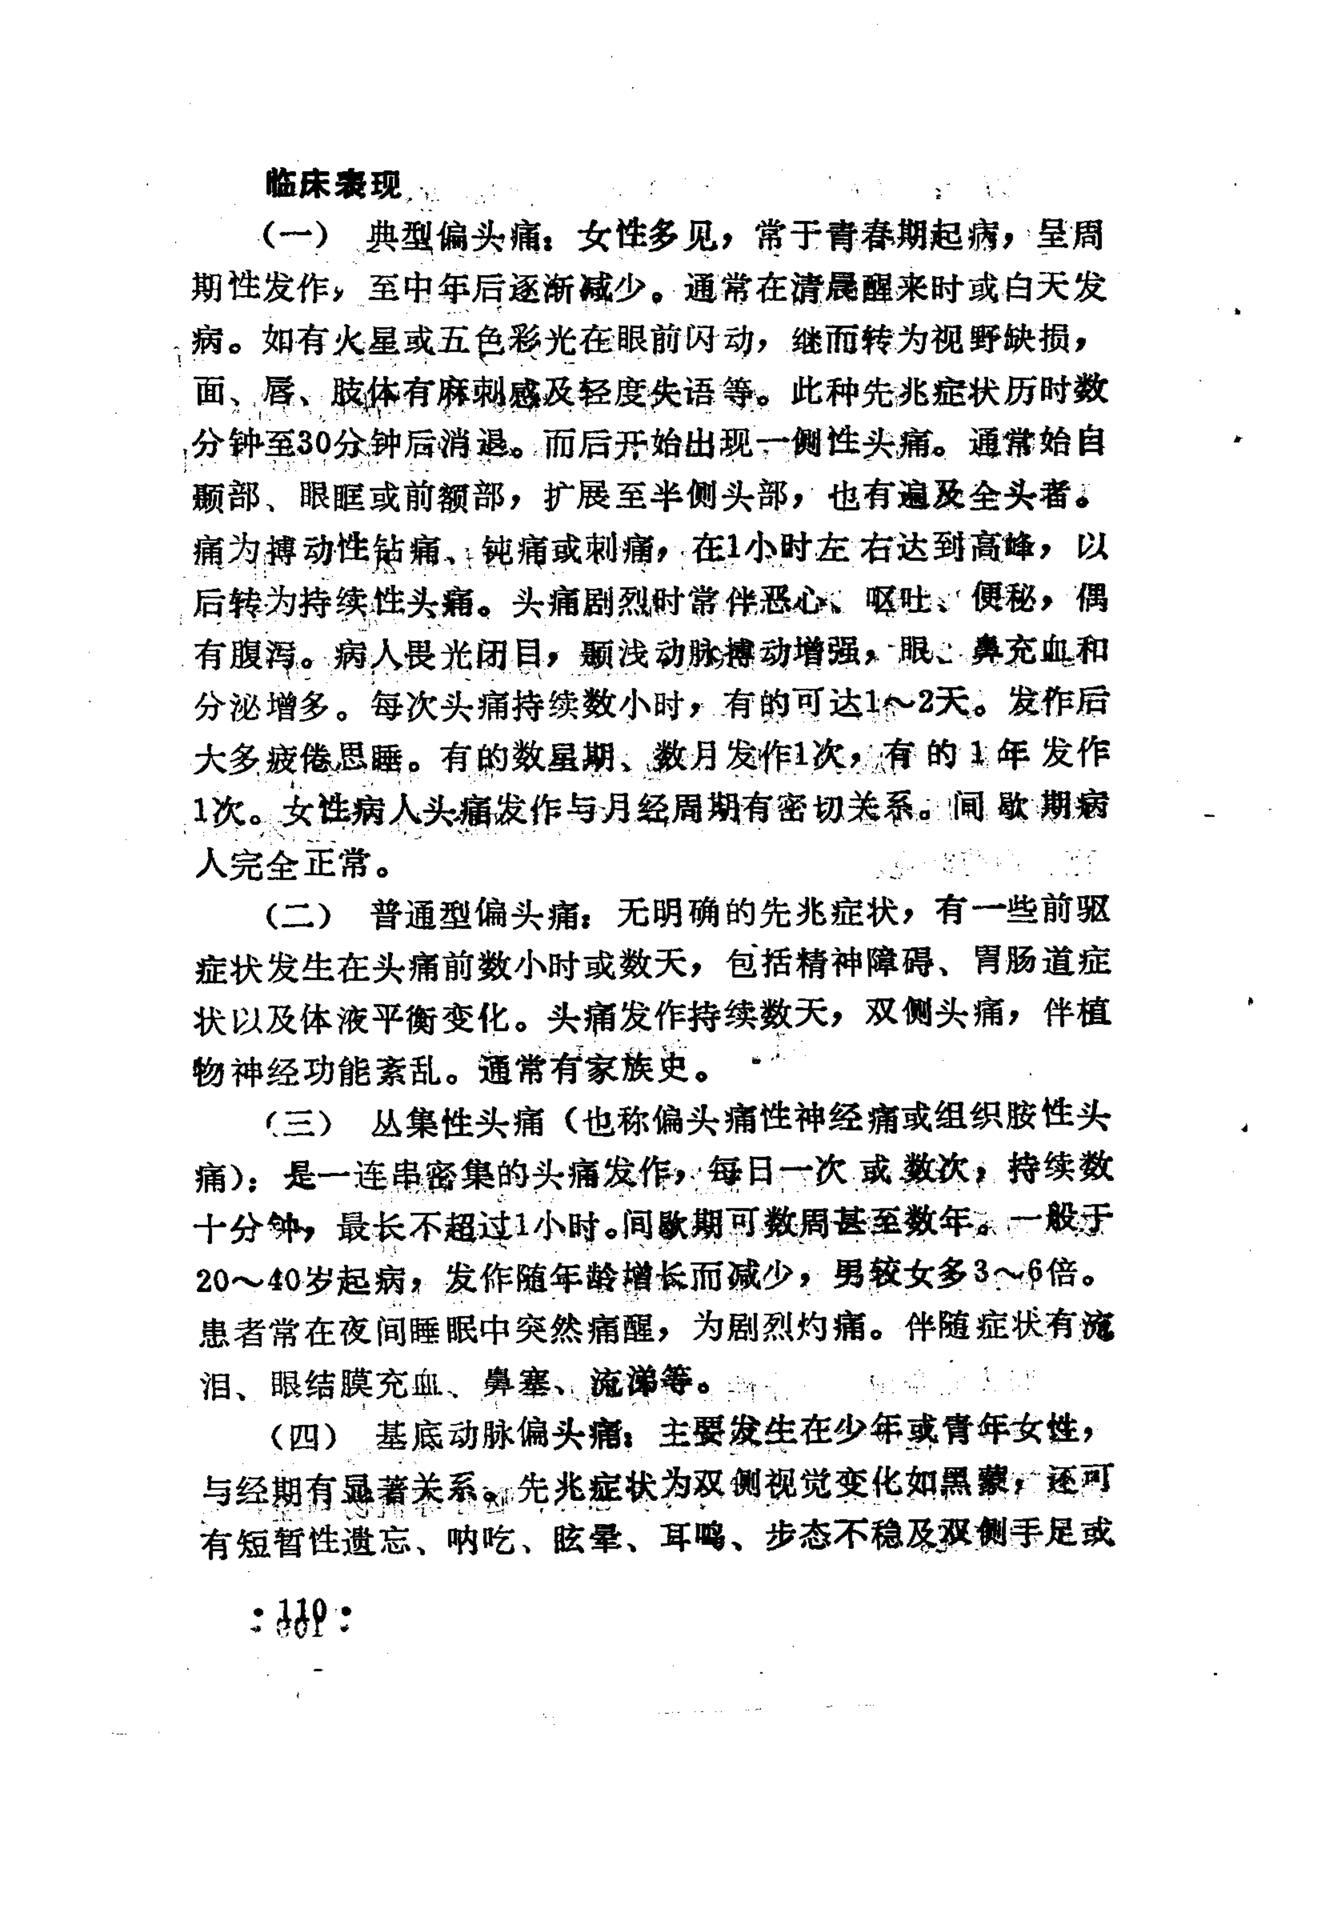 临床表现
（一） 典型偏头痛：女性多见，常于青春期起病，呈周
期性发作，至中年后逐渐减少。通常在清晨醒来时或白天发
病。如有火星或五色彩光在眼前闪动，继而转为视野缺损，
面、唇、肢体有麻刺感及轻度失语等。此种先兆症状历时数
分钟至30分钟后消退。而后开始出现一侧性头痛。通常始自
颞部、眼眶或前额部，扩展至半侧头部，也有遍及全头者。
痛为搏动性钻痛、钝痛或刺痛，在1小时左右达到高峰，以
后转为持续性头痛。头痛剧烈时常伴恶心、呕吐、便秘，偶
有腹泻。病人畏光闭目，颞浅动脉搏动增强，眼、鼻充血和
分泌增多。每次头痛持续数小时，有的可达1～2天。发作后
大多疲倦思睡。有的数星期、数月发作1次，有的1年发作
1次。女性病人头痛发作与月经周期有密切关系。间歇期病
人完全正常。
（二） 普通型偏头痛：无明确的先兆症状，有一些前驱
症状发生在头痛前数小时或数天，包括精神障碍、胃肠道症
状以及体液平衡变化。头痛发作持续数天，双侧头痛，伴植
物神经功能紊乱。通常有家族史。
（三） 丛集性头痛（也称偏头痛性神经痛或组织胺性头
痛）：是一连串密集的头痛发作，每日一次或数次，持续数
十分钟，最长不超过1小时。间歇期可数周甚至数年。一般于
20～40岁起病，发作随年龄增长而减少，男较女多3～6倍。
患者常在夜间睡眠中突然痛醒，为剧烈灼痛。伴随症状有流
泪、眼结膜充血、鼻塞、流涕等。
（四） 基底动脉偏头痛：主要发生在少年或青年女性，
与经期有显著关系。先兆症状为双侧视觉变化如黑蒙，还可
有短暂性遗忘、呐吃、眩晕、耳鸣、步态不稳及双侧手足或
·110·